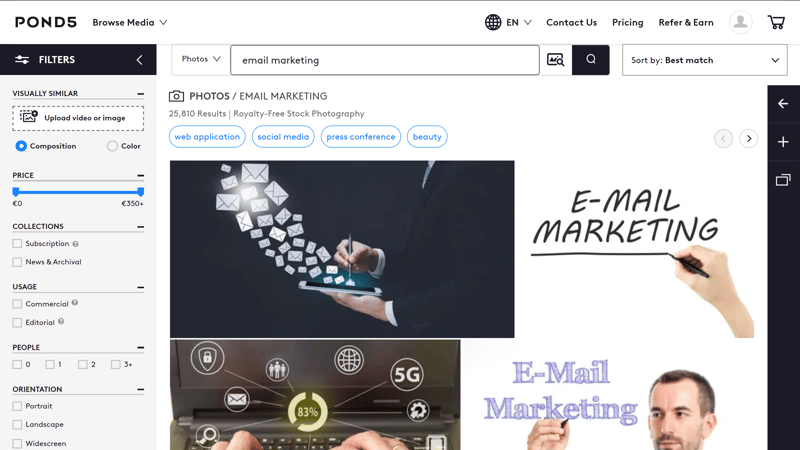 POND5 Browse Media EN Contact Us Pricing Refer & Earn
FILTERS
Photos email marketing Sort by: Best match
VISUALLY SIMILAR
Upload video or image
Composition Color
PRICE
€0 €350+
COLLECTIONS
Subscription ?
News & Archival
USAGE
Commercial ?
Editorial ?
PEOPLE
0 1 2 3+
ORIENTATION
Portrait
Landscape
Widescreen
PHOTOS / EMAIL MARKETING
25,810 Results | Royalty-Free Stock Photography
web application social media press conference beauty
E-MAIL
MARKETING
5G
83%
E-Mail
Marketing